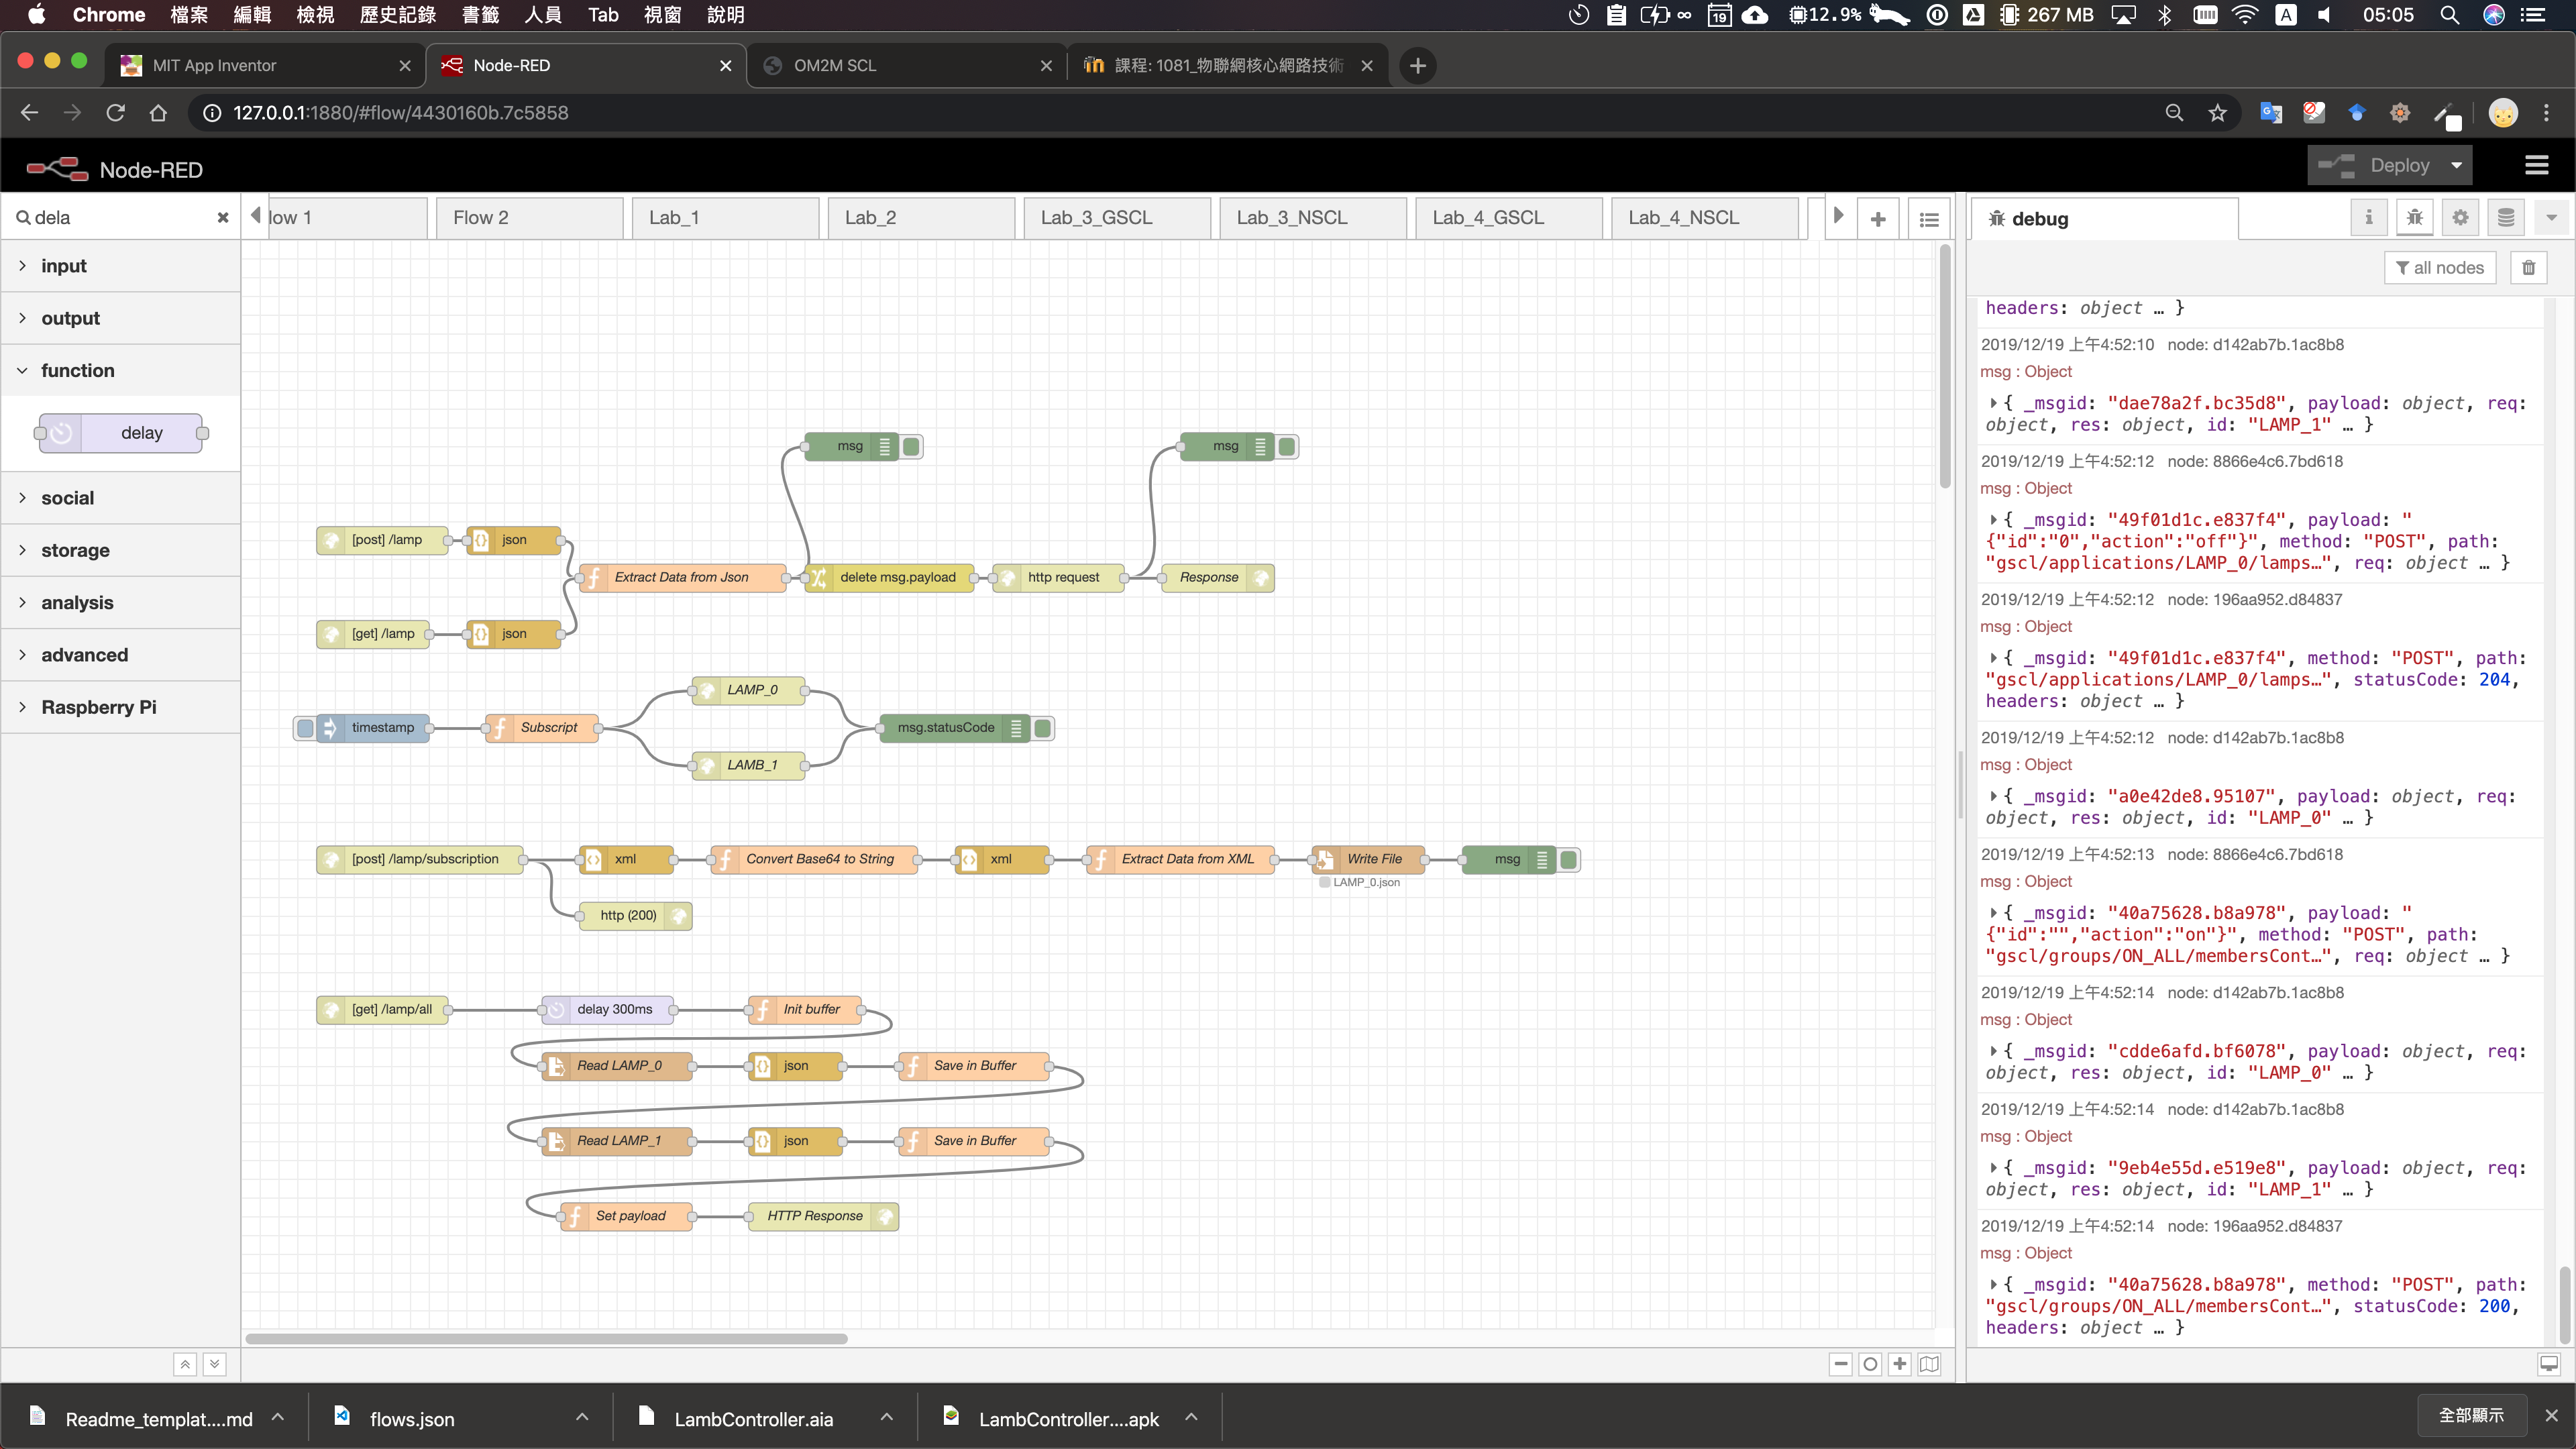 Chrome 檔案 編輯 檢視 歷史記錄 書籤 人員 Tab 視窗 說明 19 12.9% 267 MB A 05:05
MIT App Inventor
Node-RED
OM2M SCL
課程: 1081_物聯網核心網路技術
127.0.0.1:1880/#flow/4430160b.7c5858
Node-RED
Deploy
dela
input
output
function
delay
social
storage
analysis
advanced
Raspberry Pi
low 1
Flow 2
Lab_1
Lab_2
Lab_3_GSCL
Lab_3_NSCL
Lab_4_GSCL
Lab_4_NSCL
msg
msg
[post] /lamp
json
Extract Data from Json
delete msg.payload
http request
Response
[get] /lamp
json
LAMP_0
timestamp
Subscript
msg.statusCode
LAMB_1
[post] /lamp/subscription
xml
Convert Base64 to String
xml
Extract Data from XML
Write File
msg
LAMP_0.json
http (200)
[get] /lamp/all
delay 300ms
Init buffer
Read LAMP_0
json
Save in Buffer
Read LAMP_1
json
Save in Buffer
Set payload
HTTP Response
debug
all nodes
headers: object … }
2019/12/19 上午4:52:10 node: d142ab7b.1ac8b8
msg : Object
{ _msgid: "dae78a2f.bc35d8", payload: object, req:
object, res: object, id: "LAMP_1" … }
2019/12/19 上午4:52:12 node: 8866e4c6.7bd618
msg : Object
{ _msgid: "49f01d1c.e837f4", payload: "
{"id":"0","action":"off"}", method: "POST", path:
"gscl/applications/LAMP_0/lamps…", req: object … }
2019/12/19 上午4:52:12 node: 196aa952.d84837
msg : Object
{ _msgid: "49f01d1c.e837f4", method: "POST", path:
"gscl/applications/LAMP_0/lamps…", statusCode: 204,
headers: object … }
2019/12/19 上午4:52:12 node: d142ab7b.1ac8b8
msg : Object
{ _msgid: "a0e42de8.95107", payload: object, req:
object, res: object, id: "LAMP_0" … }
2019/12/19 上午4:52:13 node: 8866e4c6.7bd618
msg : Object
{ _msgid: "40a75628.b8a978", payload: "
{"id":"","action":"on"}", method: "POST", path:
"gscl/groups/ON_ALL/membersCont…", req: object … }
2019/12/19 上午4:52:14 node: d142ab7b.1ac8b8
msg : Object
{ _msgid: "cdde6afd.bf6078", payload: object, req:
object, res: object, id: "LAMP_0" … }
2019/12/19 上午4:52:14 node: d142ab7b.1ac8b8
msg : Object
{ _msgid: "9eb4e55d.e519e8", payload: object, req:
object, res: object, id: "LAMP_1" … }
2019/12/19 上午4:52:14 node: 196aa952.d84837
msg : Object
{ _msgid: "40a75628.b8a978", method: "POST", path:
"gscl/groups/ON_ALL/membersCont…", statusCode: 200,
headers: object … }
Readme_templat....md
flows.json
LambController.aia
LambController....apk
全部顯示